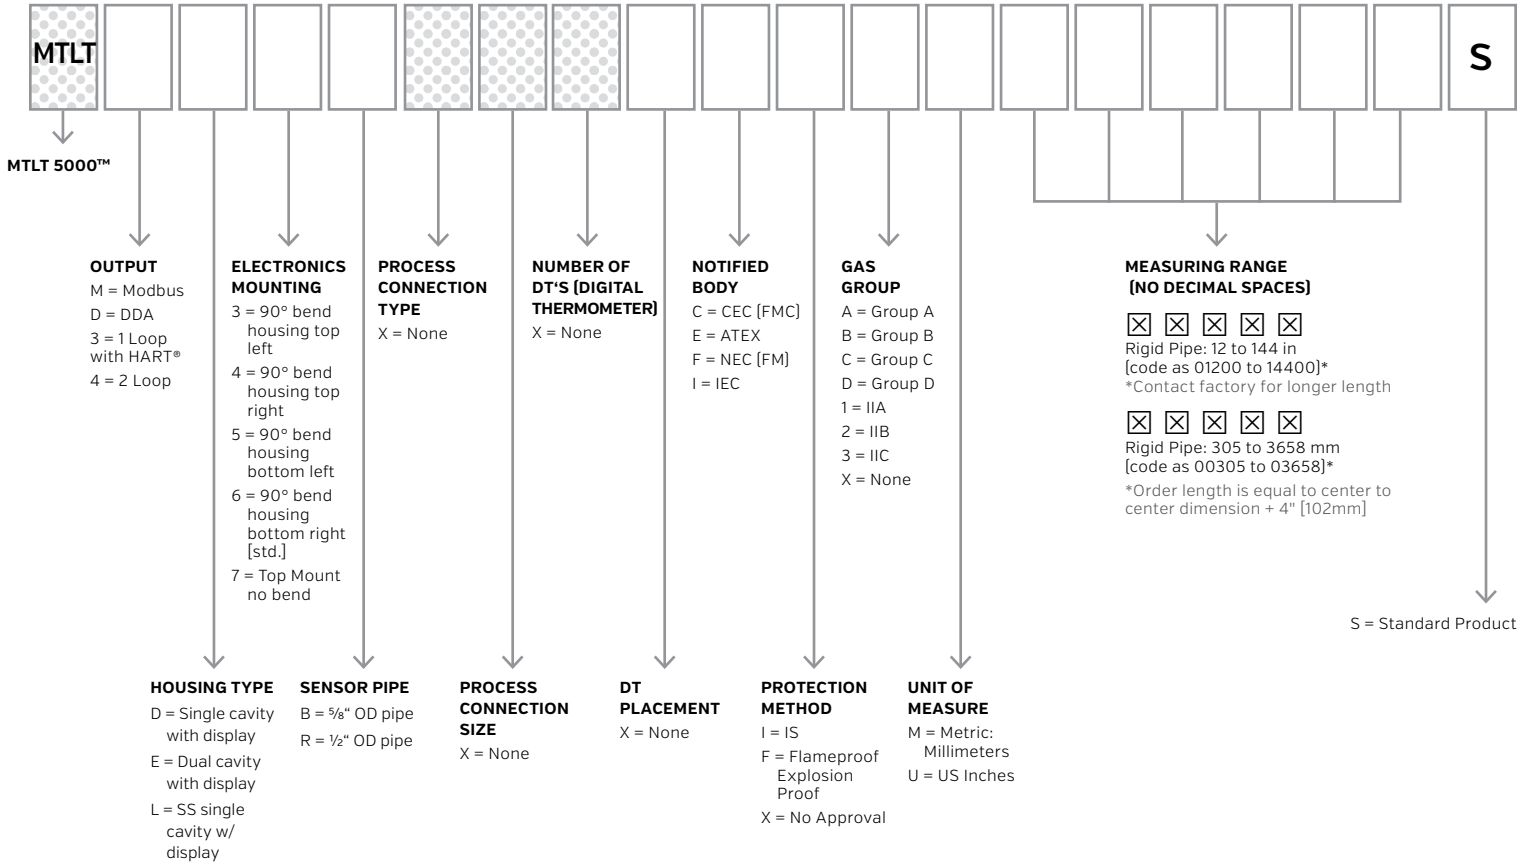 MTLT
S
MTLT 5000™
OUTPUT
M = Modbus
D = DDA
3 = 1 Loop
with HART®
4 = 2 Loop
ELECTRONICS
MOUNTING
3 = 90° bend
housing top
left
4 = 90° bend
housing top
right
5 = 90° bend
housing
bottom left
6 = 90° bend
housing
bottom right
[std.]
7 = Top Mount
no bend
PROCESS
CONNECTION
TYPE
X = None
NUMBER OF
DT‘S (DIGITAL
THERMOMETER)
X = None
NOTIFIED
BODY
C = CEC (FMC)
E = ATEX
F = NEC (FM)
I = IEC
GAS
GROUP
A = Group A
B = Group B
C = Group C
D = Group D
1 = IIA
2 = IIB
3 = IIC
X = None
MEASURING RANGE
(NO DECIMAL SPACES)
Rigid Pipe: 12 to 144 in
(code as 01200 to 14400)*
*Contact factory for longer length
Rigid Pipe: 305 to 3658 mm
(code as 00305 to 03658)*
*Order length is equal to center to
center dimension + 4" [102mm]
S = Standard Product
HOUSING TYPE
D = Single cavity
with display
E = Dual cavity
with display
L = SS single
cavity w/
display
SENSOR PIPE
B = ⅝“ OD pipe
R = ½“ OD pipe
PROCESS
CONNECTION
SIZE
X = None
DT
PLACEMENT
X = None
PROTECTION
METHOD
I = IS
F = Flameproof
Explosion
Proof
X = No Approval
UNIT OF
MEASURE
M = Metric:
Millimeters
U = US Inches